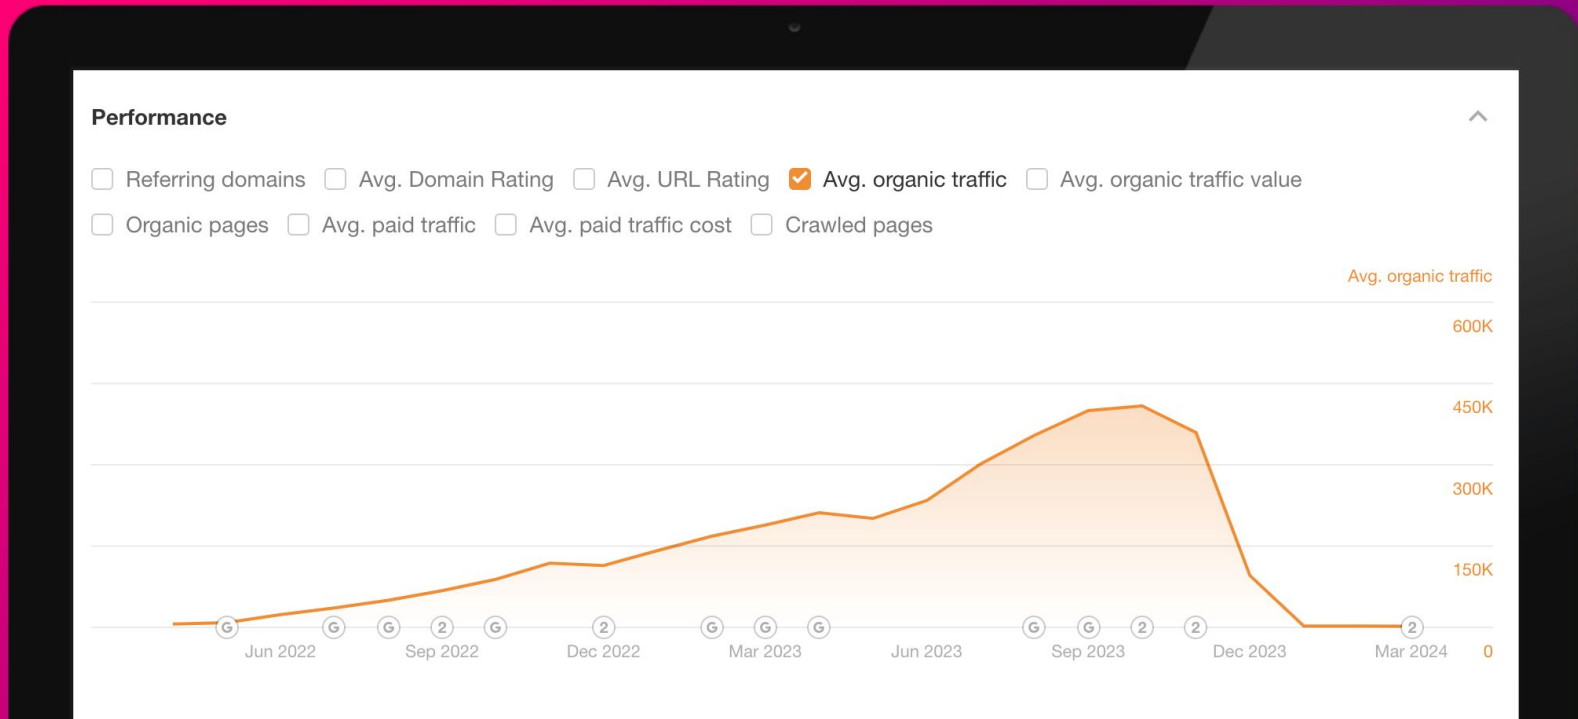 Performance
Referring domains Avg. Domain Rating Avg. URL Rating Avg. organic traffic Avg. organic traffic value
Organic pages Avg. paid traffic Avg. paid traffic cost Crawled pages
Avg. organic traffic
600K
450K
300K
150K
G G G 2 G 2 G G G G G 2 2 2
Jun 2022 Sep 2022 Dec 2022 Mar 2023 Jun 2023 Sep 2023 Dec 2023 Mar 2024 0